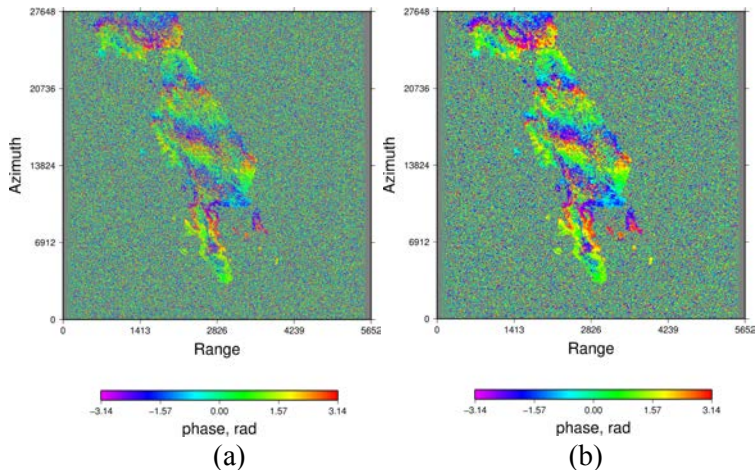 27648
20736
13824
6912
0
Azimuth
0 1413 2826 4239 5652
Range
−3.14 −1.57 0.00 1.57 3.14
phase, rad
(a)
27648
20736
13824
6912
0
Azimuth
0 1413 2826 4239 5652
Range
−3.14 −1.57 0.00 1.57 3.14
phase, rad
(b)